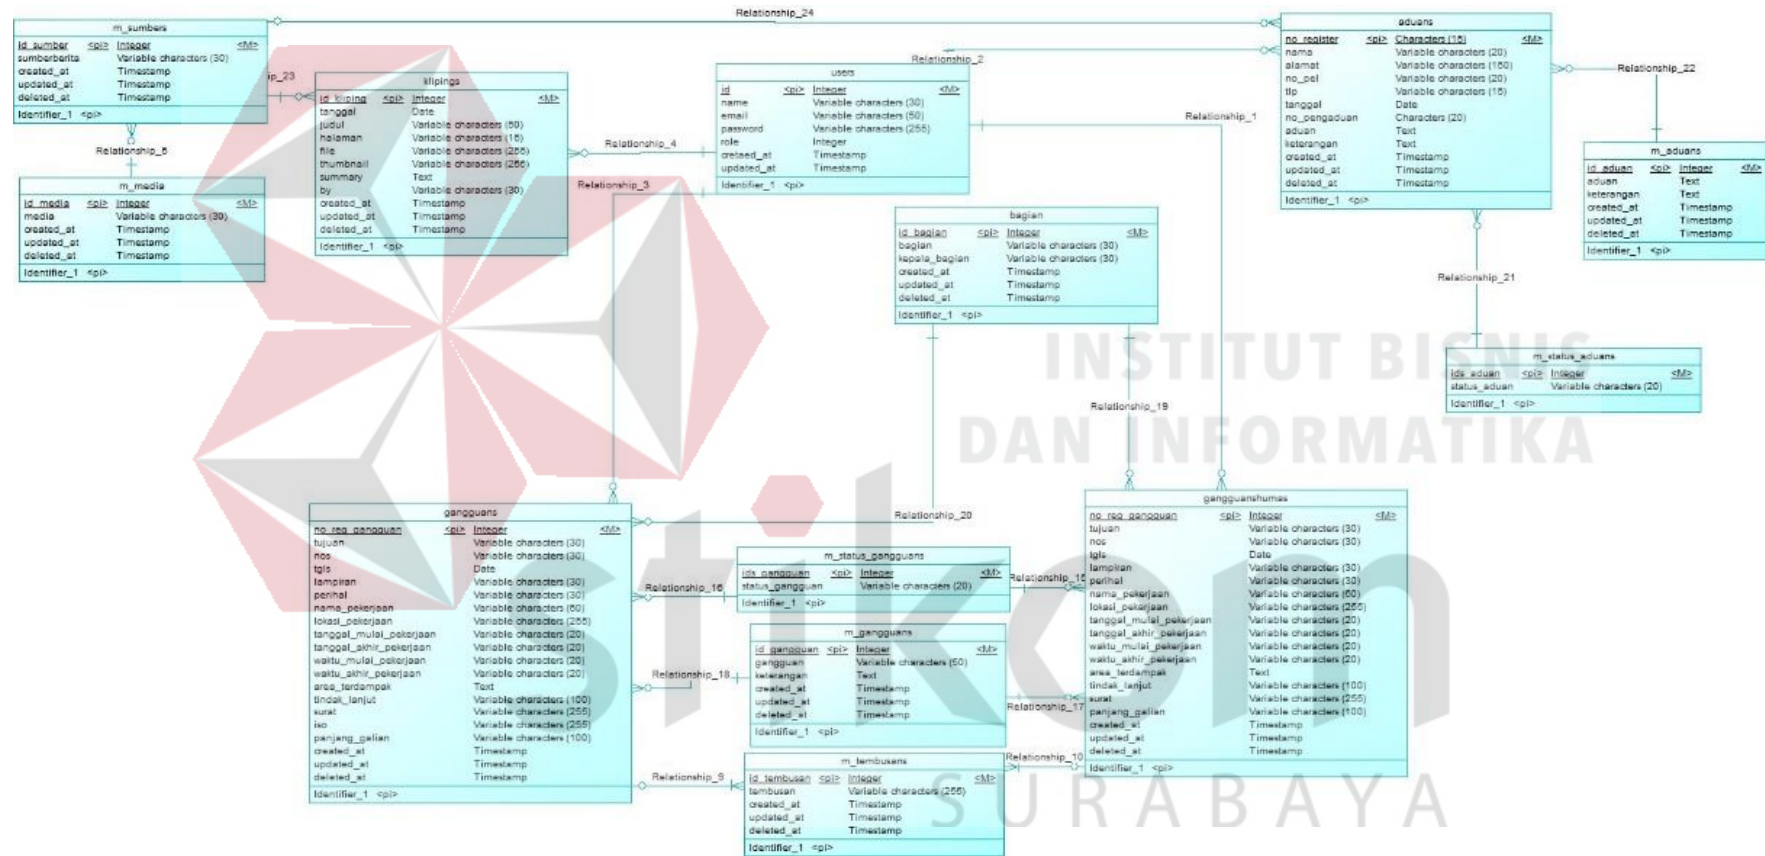 Relationship_24
m_sumbers
id_sumber <pi> Integer <M>
sumberberita Variable characters (30)
created_at Timestamp
updated_at Timestamp
deleted_at Timestamp
Identifier_1 <pi>
ip_23
Relationship_5
m_media
id_media <pi> Integer <M>
media Variable characters (30)
created_at Timestamp
updated_at Timestamp
deleted_at Timestamp
Identifier_1 <pi>
klipings
id_kliping <pi> Integer <M>
tanggal Date
judul Variable characters (50)
halaman Variable characters (15)
file Variable characters (255)
thumbnail Variable characters (255)
summary Text
by Variable characters (30)
created_at Timestamp
updated_at Timestamp
deleted_at Timestamp
Identifier_1 <pi>
Relationship_4
Relationship_3
users
id <pi> Integer <M>
name Variable characters (30)
email Variable characters (50)
password Variable characters (255)
role Integer
cretaed_at Timestamp
updated_at Timestamp
Identifier_1 <pi>
Relationship_2
Relationship_1
aduans
no_register <pi> Characters (15) <M>
nama Variable characters (20)
alamat Variable characters (150)
no_pel Variable characters (20)
tlp Variable characters (15)
tanggal Date
no_pengaduan Characters (20)
aduan Text
keterangan Text
created_at Timestamp
updated_at Timestamp
deleted_at Timestamp
Identifier_1 <pi>
Relationship_22
m_aduans
id_aduan <pi> Integer <M>
aduan Text
keterangan Text
created_at Timestamp
updated_at Timestamp
deleted_at Timestamp
Identifier_1 <pi>
Relationship_21
m_status_aduans
ids_aduan <pi> Integer <M>
status_aduan Variable characters (20)
Identifier_1 <pi>
bagian
id_bagian <pi> Integer <M>
bagian Variable characters (30)
kepala_bagian Variable characters (30)
created_at Timestamp
updated_at Timestamp
deleted_at Timestamp
Identifier_1 <pi>
INSTITUT BISNIS
DAN INFORMATIKA
Relationship_19
Relationship_20
gangguans
no_reg_gangguan <pi> Integer <M>
tujuan Variable characters (30)
nos Variable characters (30)
tgls Date
lampiran Variable characters (30)
perihal Variable characters (30)
nama_pekerjaan Variable characters (60)
lokasi_pekerjaan Variable characters (255)
tanggal_mulai_pekerjaan Variable characters (20)
tanggal_akhir_pekerjaan Variable characters (20)
waktu_mulai_pekerjaan Variable characters (20)
waktu_akhir_pekerjaan Variable characters (20)
area_terdampak Text
tindak_lanjut Variable characters (100)
surat Variable characters (255)
iso Variable characters (255)
panjang_galian Variable characters (100)
created_at Timestamp
updated_at Timestamp
deleted_at Timestamp
Identifier_1 <pi>
Relationship_16
m_status_gangguans
ids_gangguan <pi> Integer <M>
status_gangguan Variable characters (20)
Identifier_1 <pi>
Relationship_15
Relationship_18
m_gangguans
id_gangguan <pi> Integer <M>
gangguan Variable characters (50)
keterangan Text
created_at Timestamp
updated_at Timestamp
deleted_at Timestamp
Identifier_1 <pi>
Relationship_17
Relationship_9
m_tembusans
id_tembusan <pi> Integer <M>
tembusan Variable characters (255)
created_at Timestamp
updated_at Timestamp
deleted_at Timestamp
Identifier_1 <pi>
Relationship_10
gangguanshumas
no_reg_gangguan <pi> Integer <M>
tujuan Variable characters (30)
nos Variable characters (30)
tgls Date
lampiran Variable characters (30)
perihal Variable characters (30)
nama_pekerjaan Variable characters (60)
lokasi_pekerjaan Variable characters (255)
tanggal_mulai_pekerjaan Variable characters (20)
tanggal_akhir_pekerjaan Variable characters (20)
waktu_mulai_pekerjaan Variable characters (20)
waktu_akhir_pekerjaan Variable characters (20)
area_terdampak Text
tindak_lanjut Variable characters (100)
surat Variable characters (255)
panjang_galian Variable characters (100)
created_at Timestamp
updated_at Timestamp
deleted_at Timestamp
Identifier_1 <pi>
stikom
SURABAYA